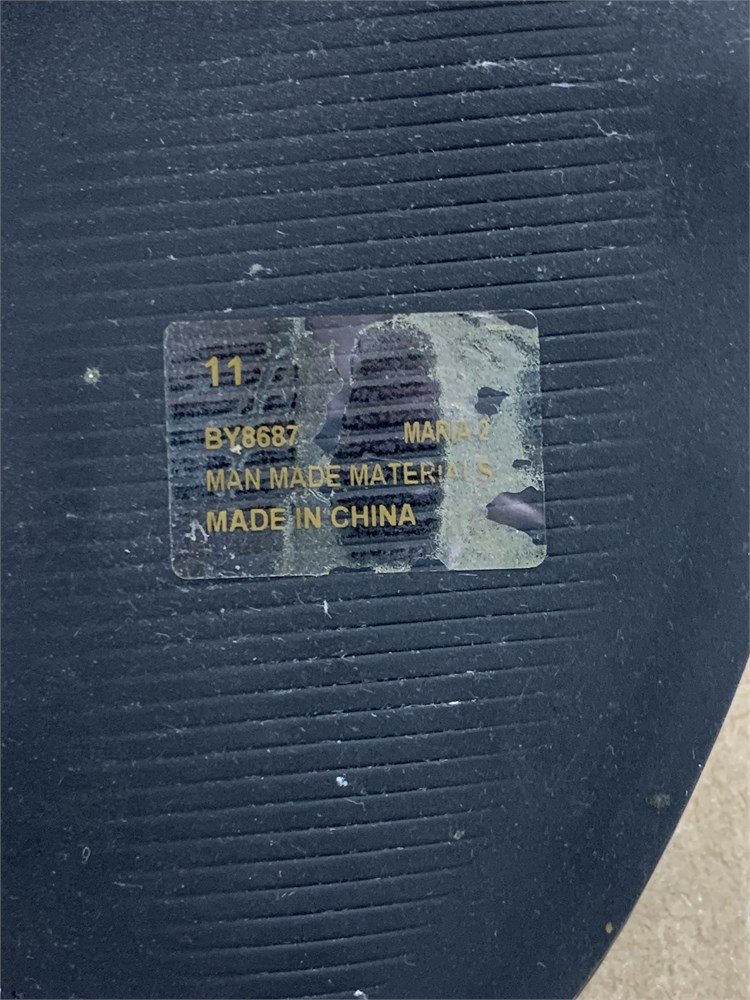 11
BY8687 MARIA-2
MAN MADE MATERIALS
MADE IN CHINA